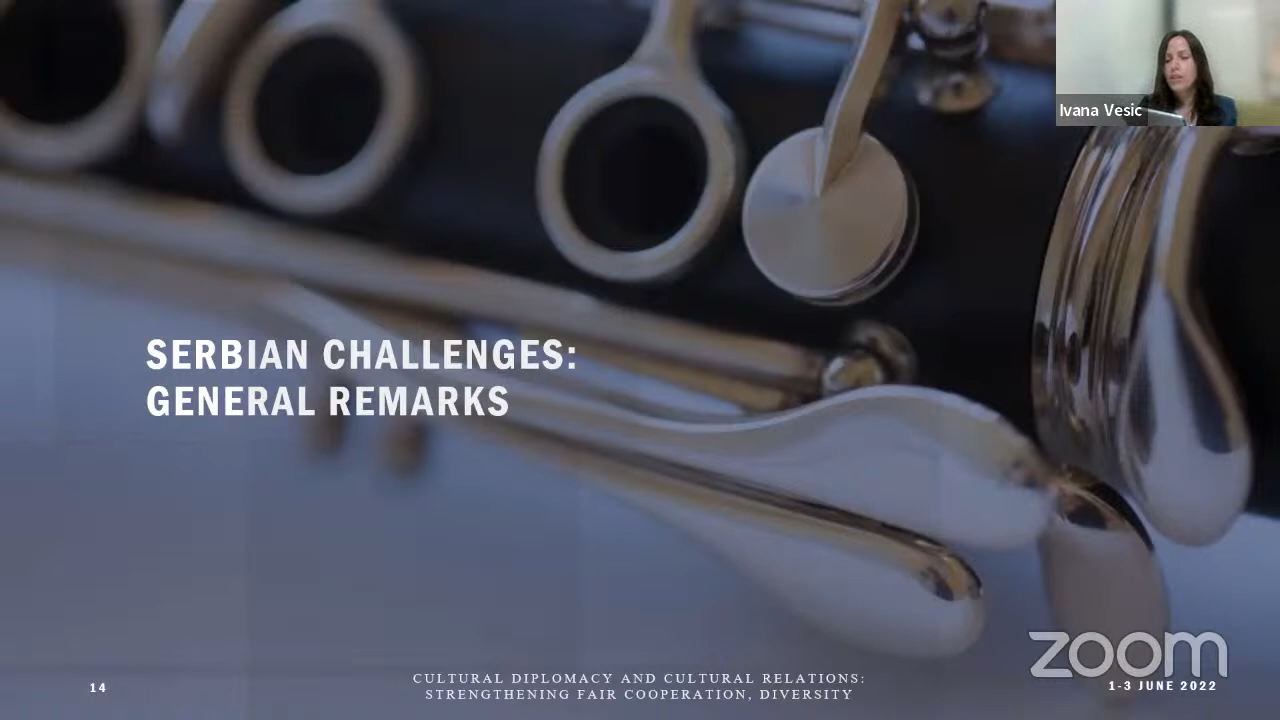 Ivana Vesic
SERBIAN CHALLENGES:
GENERAL REMARKS
zoom
14
CULTURAL DIPLOMACY AND CULTURAL RELATIONS:
STRENGTHENING FAIR COOPERATION, DIVERSITY
1-3 JUNE 2022